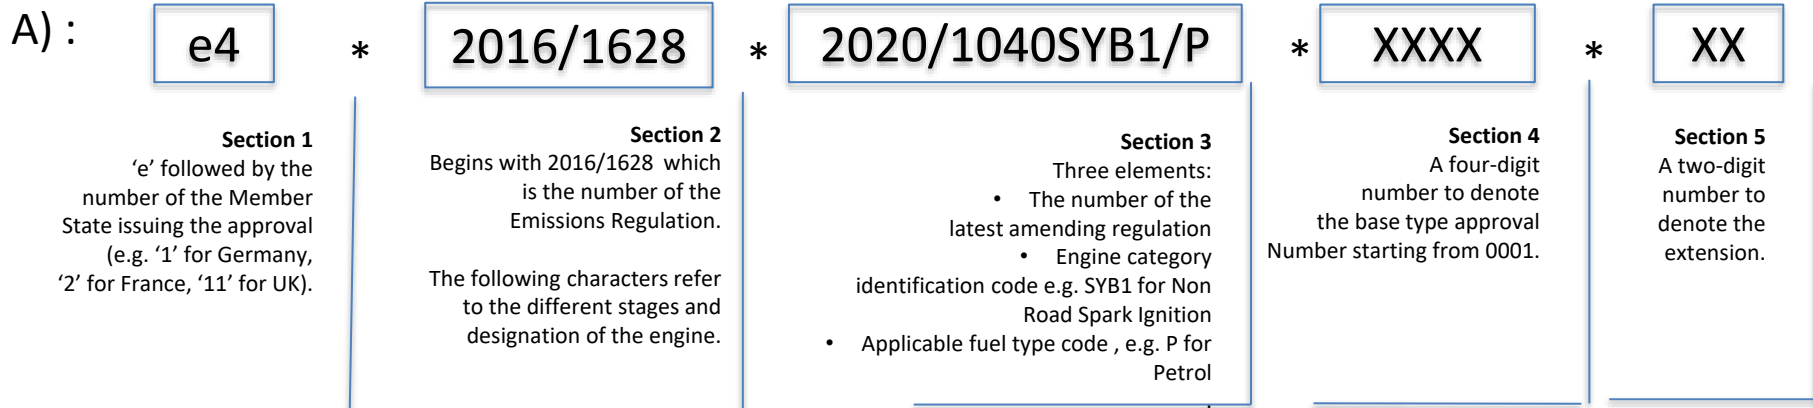 A) : e4 * 2016/1628 * 2020/1040SYB1/P * XXXX * XX
Section 1
‘e’ followed by the
number of the Member
State issuing the approval
(e.g. ‘1’ for Germany,
‘2’ for France, ‘11’ for UK).
Section 2
Begins with 2016/1628 which
is the number of the
Emissions Regulation.
The following characters refer
to the different stages and
designation of the engine.
Section 3
Three elements:
• The number of the
latest amending regulation
• Engine category
identification code e.g. SYB1 for Non
Road Spark Ignition
• Applicable fuel type code , e.g. P for
Petrol
Section 4
A four-digit
number to denote
the base type approval
Number starting from 0001.
Section 5
A two-digit
number to
denote the
extension.